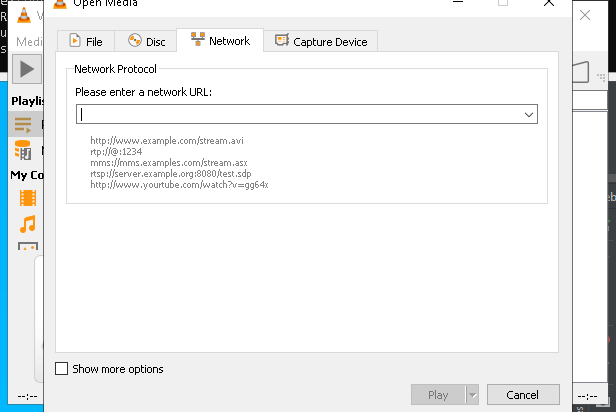 Open Media
Medi
File
Disc
Network
Capture Device
Network Protocol
Please enter a network URL:
http://www.example.com/stream.avi
rtp://@:1234
mms://mms.examples.com/stream.asx
rtsp://server.example.org:8080/test.sdp
http://www.yourtube.com/watch?v=gg64x
Playlis
My Co
Show more options
Play
Cancel
--:--
--:--